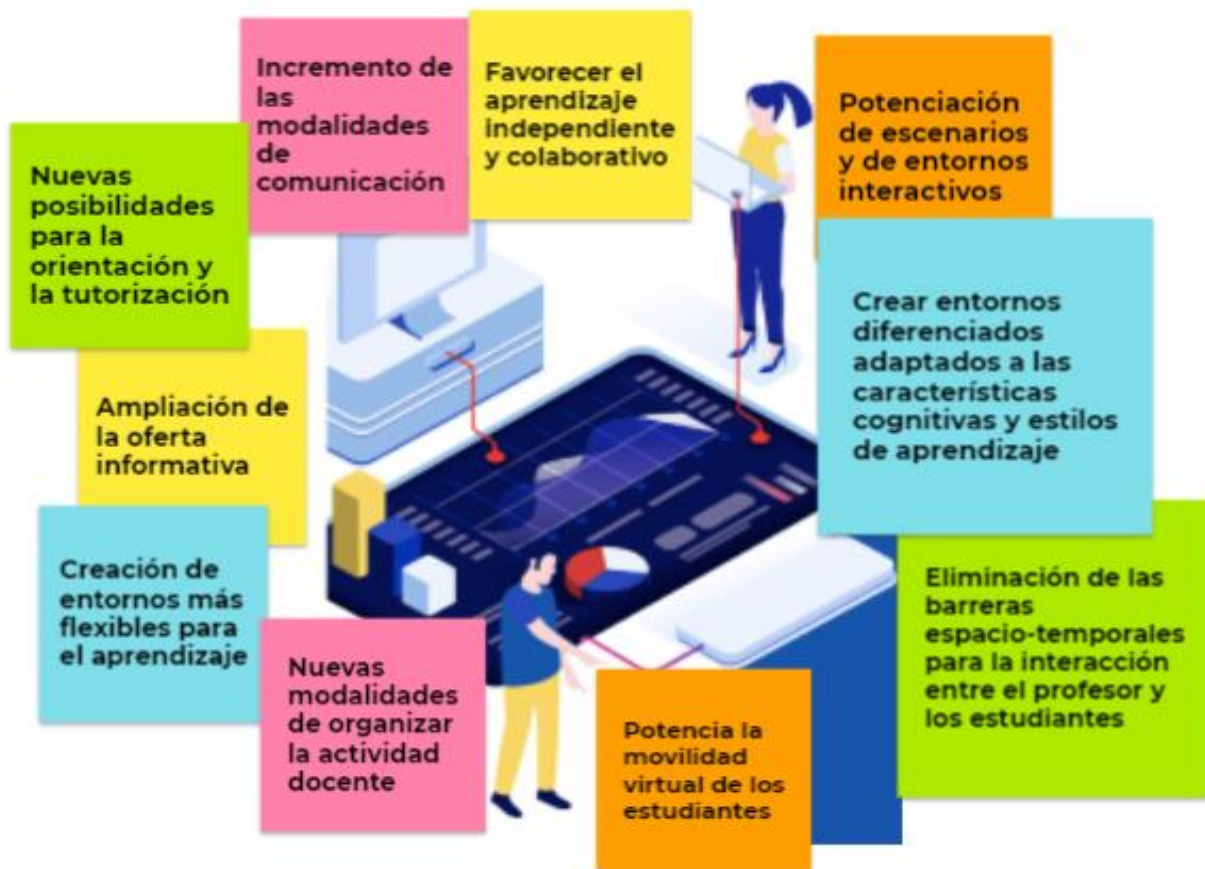 Incremento de
las
modalidades
de
comunicación
Favorecer el
aprendizaje
independiente
y colaborativo
Potenciación
de escenarios
y de entornos
interactivos
Nuevas
posibilidades
para la
orientación y
la tutorización
Crear entornos
diferenciados
adaptados a las
características
cognitivas y estilos
de aprendizaje
Ampliación de
la oferta
informativa
Creación de
entornos más
flexibles para
el aprendizaje
Eliminación de las
barreras
espacio-temporales
para la interacción
entre el profesor y
los estudiantes
Nuevas
modalidades
de organizar
la actividad
docente
Potencia la
movilidad
virtual de los
estudiantes